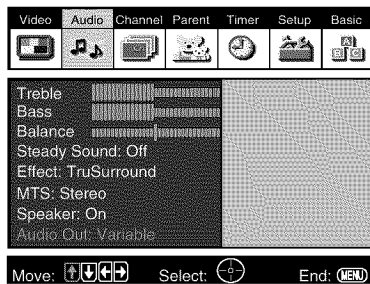 Video Audio Channel Parent Timer Setup Basic
A B C
Treble
Bass
Balance
Steady Sound: Off
Effect: TruSurround
MTS: Stereo
Speaker: On
Audio Out: Variable
Move: Select: End: MENU